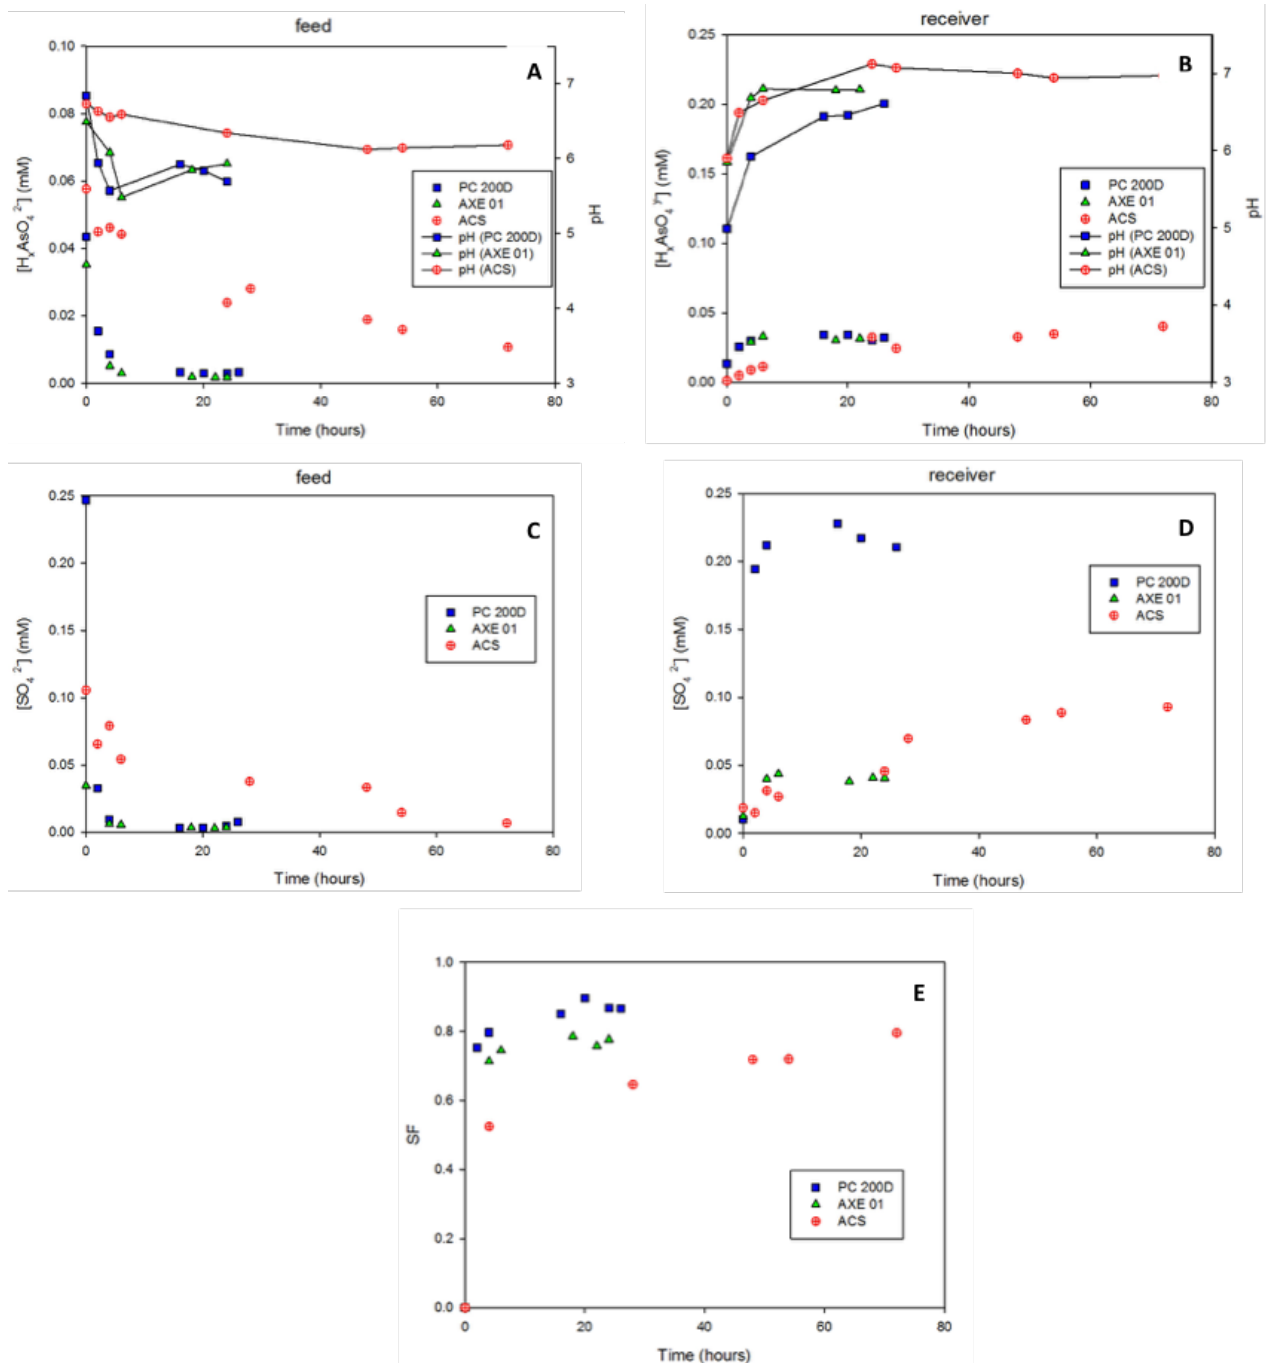 feed
A
[HxAsO4 2-] (mM)
0.10
0.08
0.06
0.04
0.02
0.00
7
6
5
4
3
pH
PC 200D
AXE 01
ACS
pH (PC 200D)
pH (AXE 01)
pH (ACS)
0 20 40 60 80
Time (hours)
receiver
B
[HxAsO4 y-] (mM)
0.25
0.20
0.15
0.10
0.05
0.00
7
6
5
4
3
pH
PC 200D
AXE 01
ACS
pH (PC 200D)
pH (AXE 01)
pH (ACS)
0 20 40 60 80
Time (hours)
feed
C
[SO4 2-] (mM)
0.25
0.20
0.15
0.10
0.05
0.00
PC 200D
AXE 01
ACS
0 20 40 60 80
Time (hours)
receiver
D
[SO4 2-] (mM)
0.25
0.20
0.15
0.10
0.05
0.00
PC 200D
AXE 01
ACS
0 20 40 60 80
Time (hours)
E
SF
1.0
0.8
0.6
0.4
0.2
0.0
PC 200D
AXE 01
ACS
0 20 40 60 80
Time (hours)